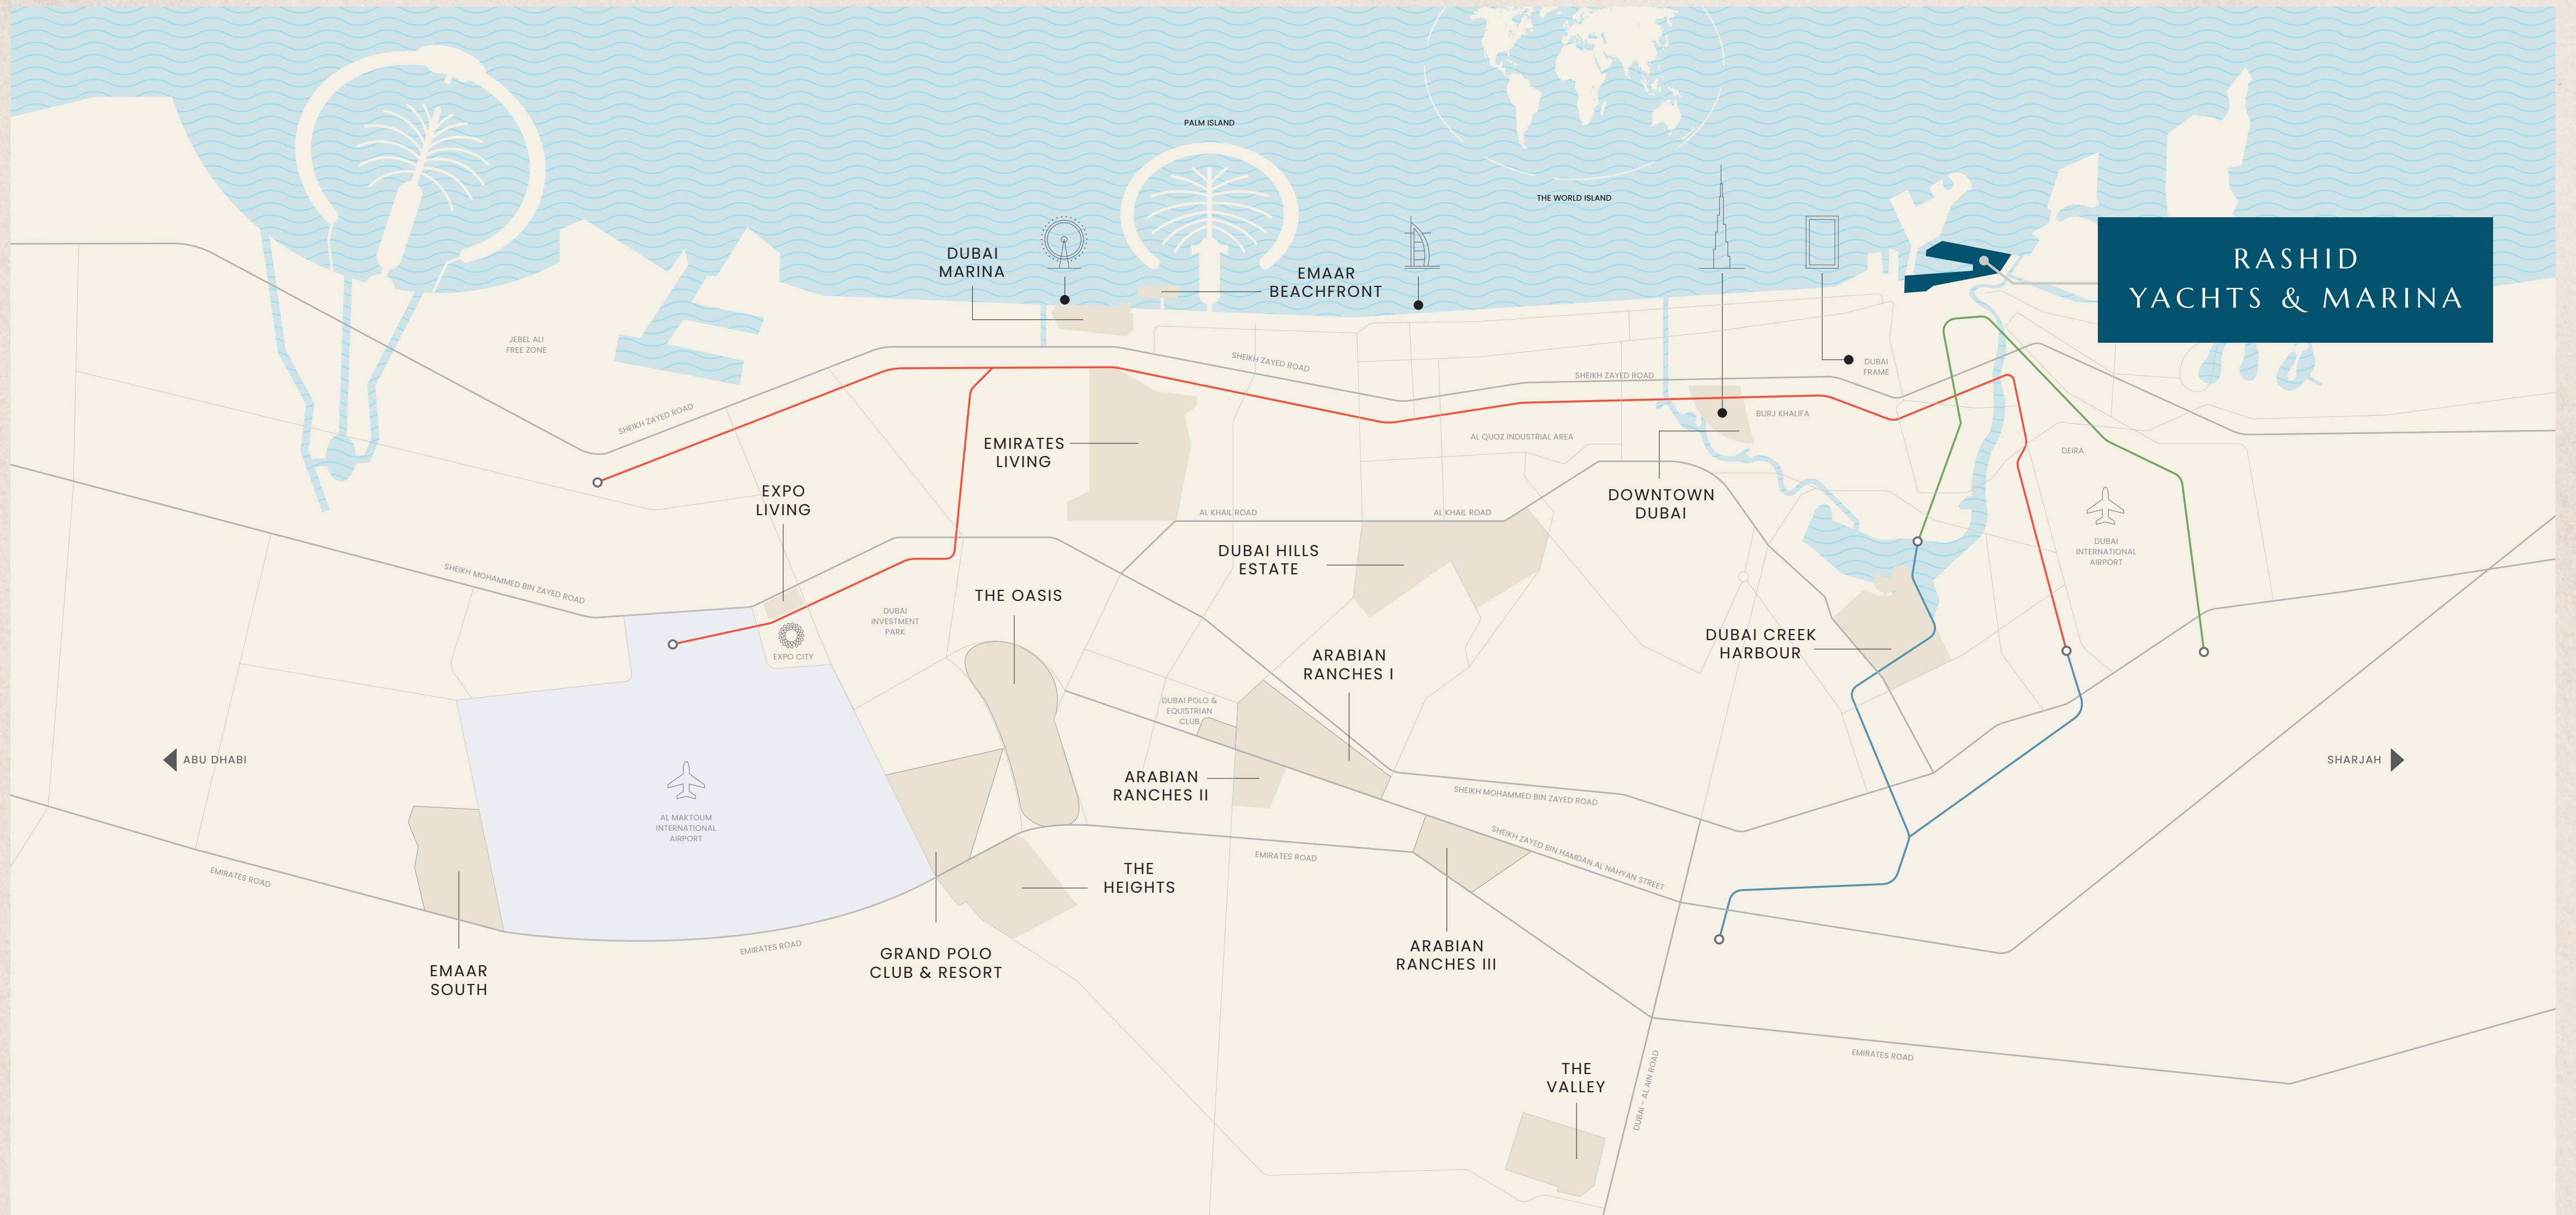 PALM ISLAND
THE WORLD ISLAND
DUBAI
MARINA
EMAAR
BEACHFRONT
RASHID
YACHTS & MARINA
JEBEL ALI
FREE ZONE
SHEIKH ZAYED ROAD
SHEIKH ZAYED ROAD
SHEIKH ZAYED ROAD
DUBAI
FRAME
BURJ KHALIFA
EMIRATES
LIVING
AL QUOZ INDUSTRIAL AREA
DEIRA
EXPO
LIVING
DOWNTOWN
DUBAI
AL KHAIL ROAD
AL KHAIL ROAD
DUBAI
INTERNATIONAL
AIRPORT
DUBAI HILLS
ESTATE
SHEIKH MOHAMMED BIN ZAYED ROAD
THE OASIS
DUBAI
INVESTMENT
PARK
EXPO CITY
DUBAI CREEK
HARBOUR
ARABIAN
RANCHES I
DUBAI POLO &
EQUISTRIAN
CLUB
ABU DHABI
SHARJAH
ARABIAN
RANCHES II
SHEIKH MOHAMMED BIN ZAYED ROAD
AL MAKTOUM
INTERNATIONAL
AIRPORT
SHEIKH ZAYED BIN HAMDAN AL NAHYAN STREET
EMIRATES ROAD
EMIRATES ROAD
THE
HEIGHTS
EMIRATES ROAD
GRAND POLO
CLUB & RESORT
ARABIAN
RANCHES III
EMAAR
SOUTH
EMIRATES ROAD
THE
VALLEY
DUBAI - AL AIN ROAD